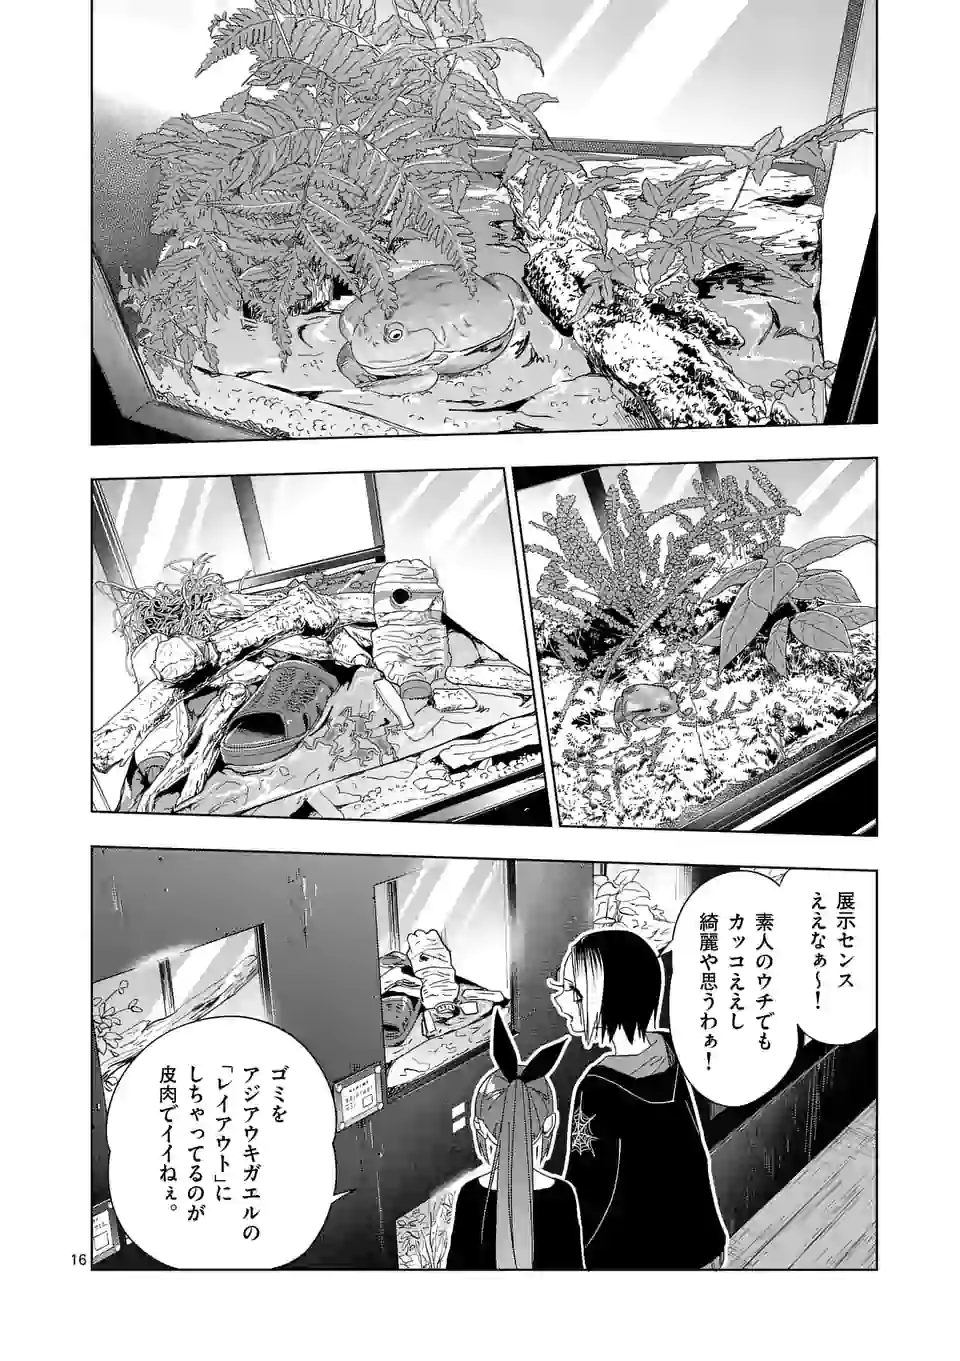 展示センス
ええなぁ〜！
素人のウチでも
カッコええし
綺麗や思うわぁ！
ゴミを
アジアウキガエルの
「レイアウト」に
しちゃってるのが
皮肉でイイねぇ。
16